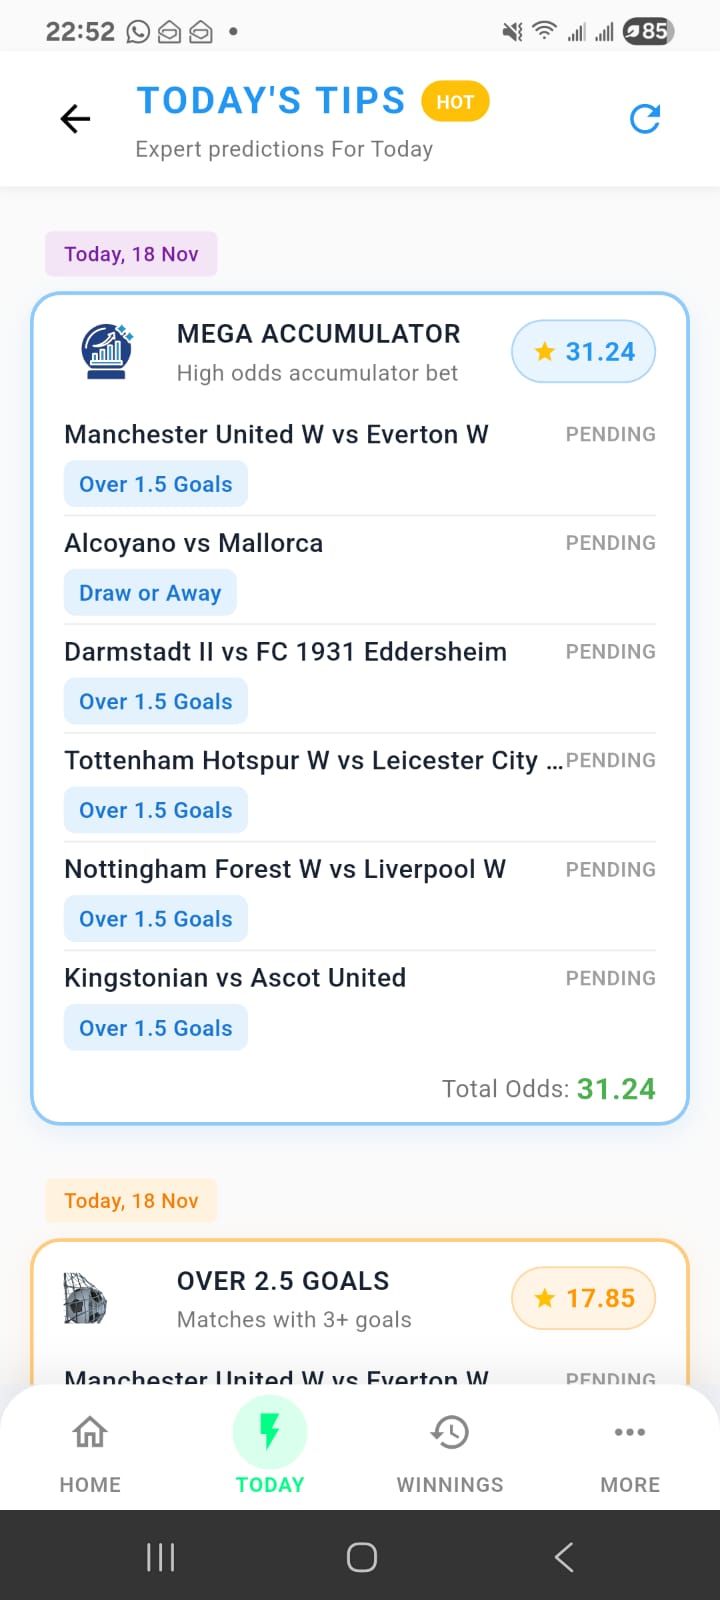 22:52
85
TODAY'S TIPS HOT
Expert predictions For Today
Today, 18 Nov
MEGA ACCUMULATOR
31.24
High odds accumulator bet
Manchester United W vs Everton W PENDING
Over 1.5 Goals
Alcoyano vs Mallorca PENDING
Draw or Away
Darmstadt II vs FC 1931 Eddersheim PENDING
Over 1.5 Goals
Tottenham Hotspur W vs Leicester City ... PENDING
Over 1.5 Goals
Nottingham Forest W vs Liverpool W PENDING
Over 1.5 Goals
Kingstonian vs Ascot United PENDING
Over 1.5 Goals
Total Odds: 31.24
Today, 18 Nov
OVER 2.5 GOALS
17.85
Matches with 3+ goals
Manchester United W vs Everton W PENDING
HOME TODAY WINNINGS MORE